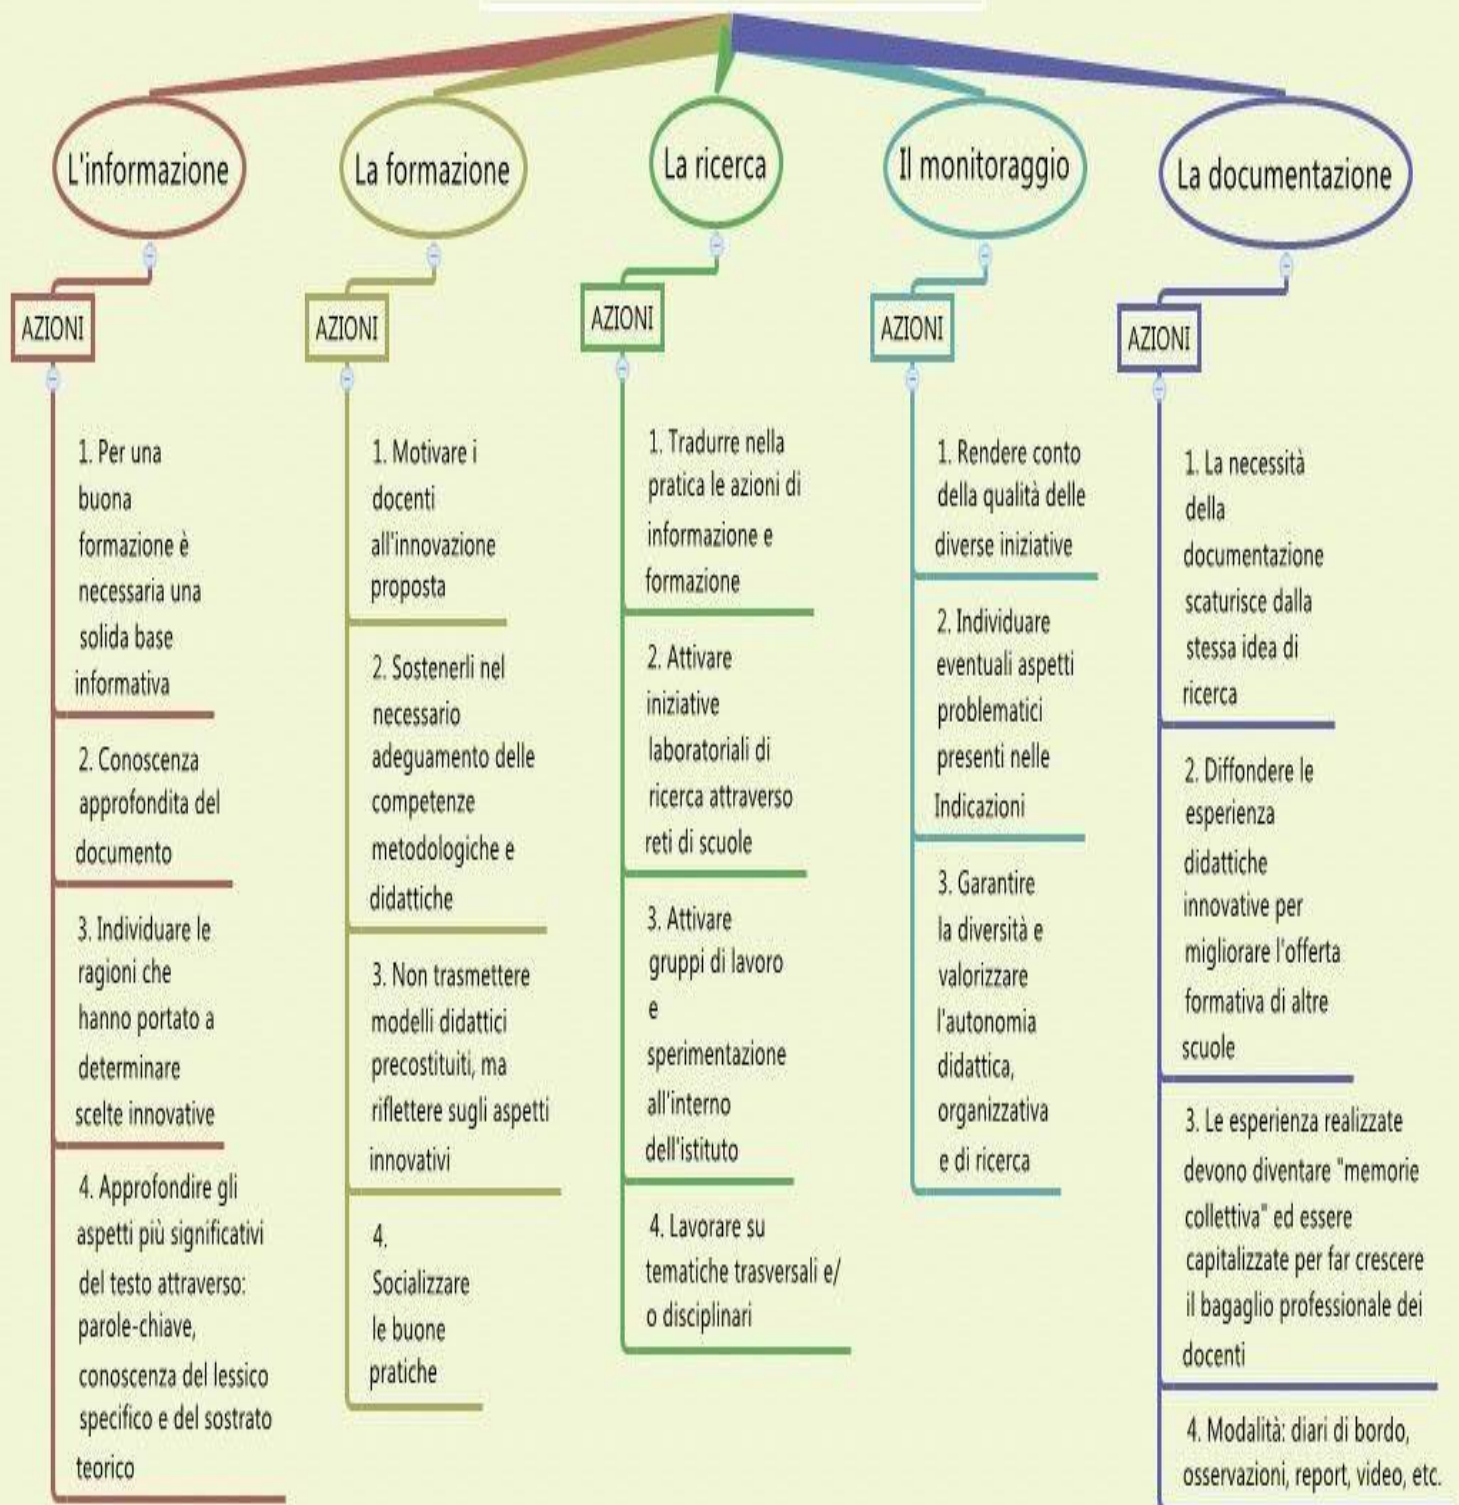 L'informazione
AZIONI
1. Per una
buona
formazione è
necessaria una
solida base
informativa
2. Conoscenza
approfondita del
documento
3. Individuare le
ragioni che
hanno portato a
determinare
scelte innovative
4. Approfondire gli
aspetti più significativi
del testo attraverso:
parole-chiave,
conoscenza del lessico
specifico e del sostrato
teorico
La formazione
AZIONI
1. Motivare i
docenti
all'innovazione
proposta
2. Sostenerli nel
necessario
adeguamento delle
competenze
metodologiche e
didattiche
3. Non trasmettere
modelli didattici
precostituiti, ma
riflettere sugli aspetti
innovativi
4.
Socializzare
le buone
pratiche
La ricerca
AZIONI
1. Tradurre nella
pratica le azioni di
informazione e
formazione
2. Attivare
iniziative
laboratoriali di
ricerca attraverso
reti di scuole
3. Attivare
gruppi di lavoro
e
sperimentazione
all'interno
dell'istituto
4. Lavorare su
tematiche trasversali e/
o disciplinari
Il monitoraggio
AZIONI
1. Rendere conto
della qualità delle
diverse iniziative
2. Individuare
eventuali aspetti
problematici
presenti nelle
Indicazioni
3. Garantire
la diversità e
valorizzare
l'autonomia
didattica,
organizzativa
e di ricerca
La documentazione
AZIONI
1. La necessità
della
documentazione
scaturisce dalla
stessa idea di
ricerca
2. Diffondere le
esperienza
didattiche
innovative per
migliorare l'offerta
formativa di altre
scuole
3. Le esperienza realizzate
devono diventare "memorie
collettiva" ed essere
capitalizzate per far crescere
il bagaglio professionale dei
docenti
4. Modalità: diari di bordo,
osservazioni, report, video, etc.